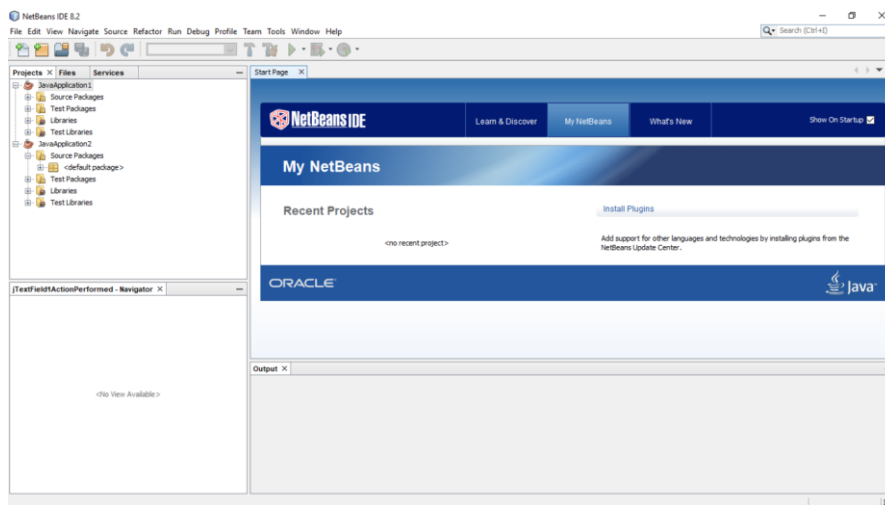 NetBeans IDE 8.2
File Edit View Navigate Source Refactor Run Debug Profile Team Tools Window Help
Search (Ctrl+I)
Projects Files Services
JavaApplication1
Source Packages
Test Packages
Libraries
Test Libraries
JavaApplication2
Source Packages
<default package>
Test Packages
Libraries
Test Libraries
jTextField1ActionPerformed - Navigator
<No View Available>
Start Page
NetBeans IDE
Learn & Discover
My NetBeans
What's New
Show On Startup
My NetBeans
Recent Projects
<no recent project>
Install Plugins
Add support for other languages and technologies by installing plugins from the
NetBeans Update Center.
ORACLE
Java
Output